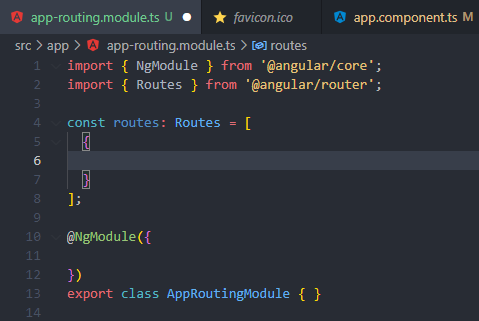 app-routing.module.ts U ● favicon.ico app.component.ts M
src > app > app-routing.module.ts > routes
1 import { NgModule } from '@angular/core';
2 import { Routes } from '@angular/router';
3
4 const routes: Routes = [
5 {
6
7 }
8 ];
9
10 @NgModule({
11
12 })
13 export class AppRoutingModule { }
14